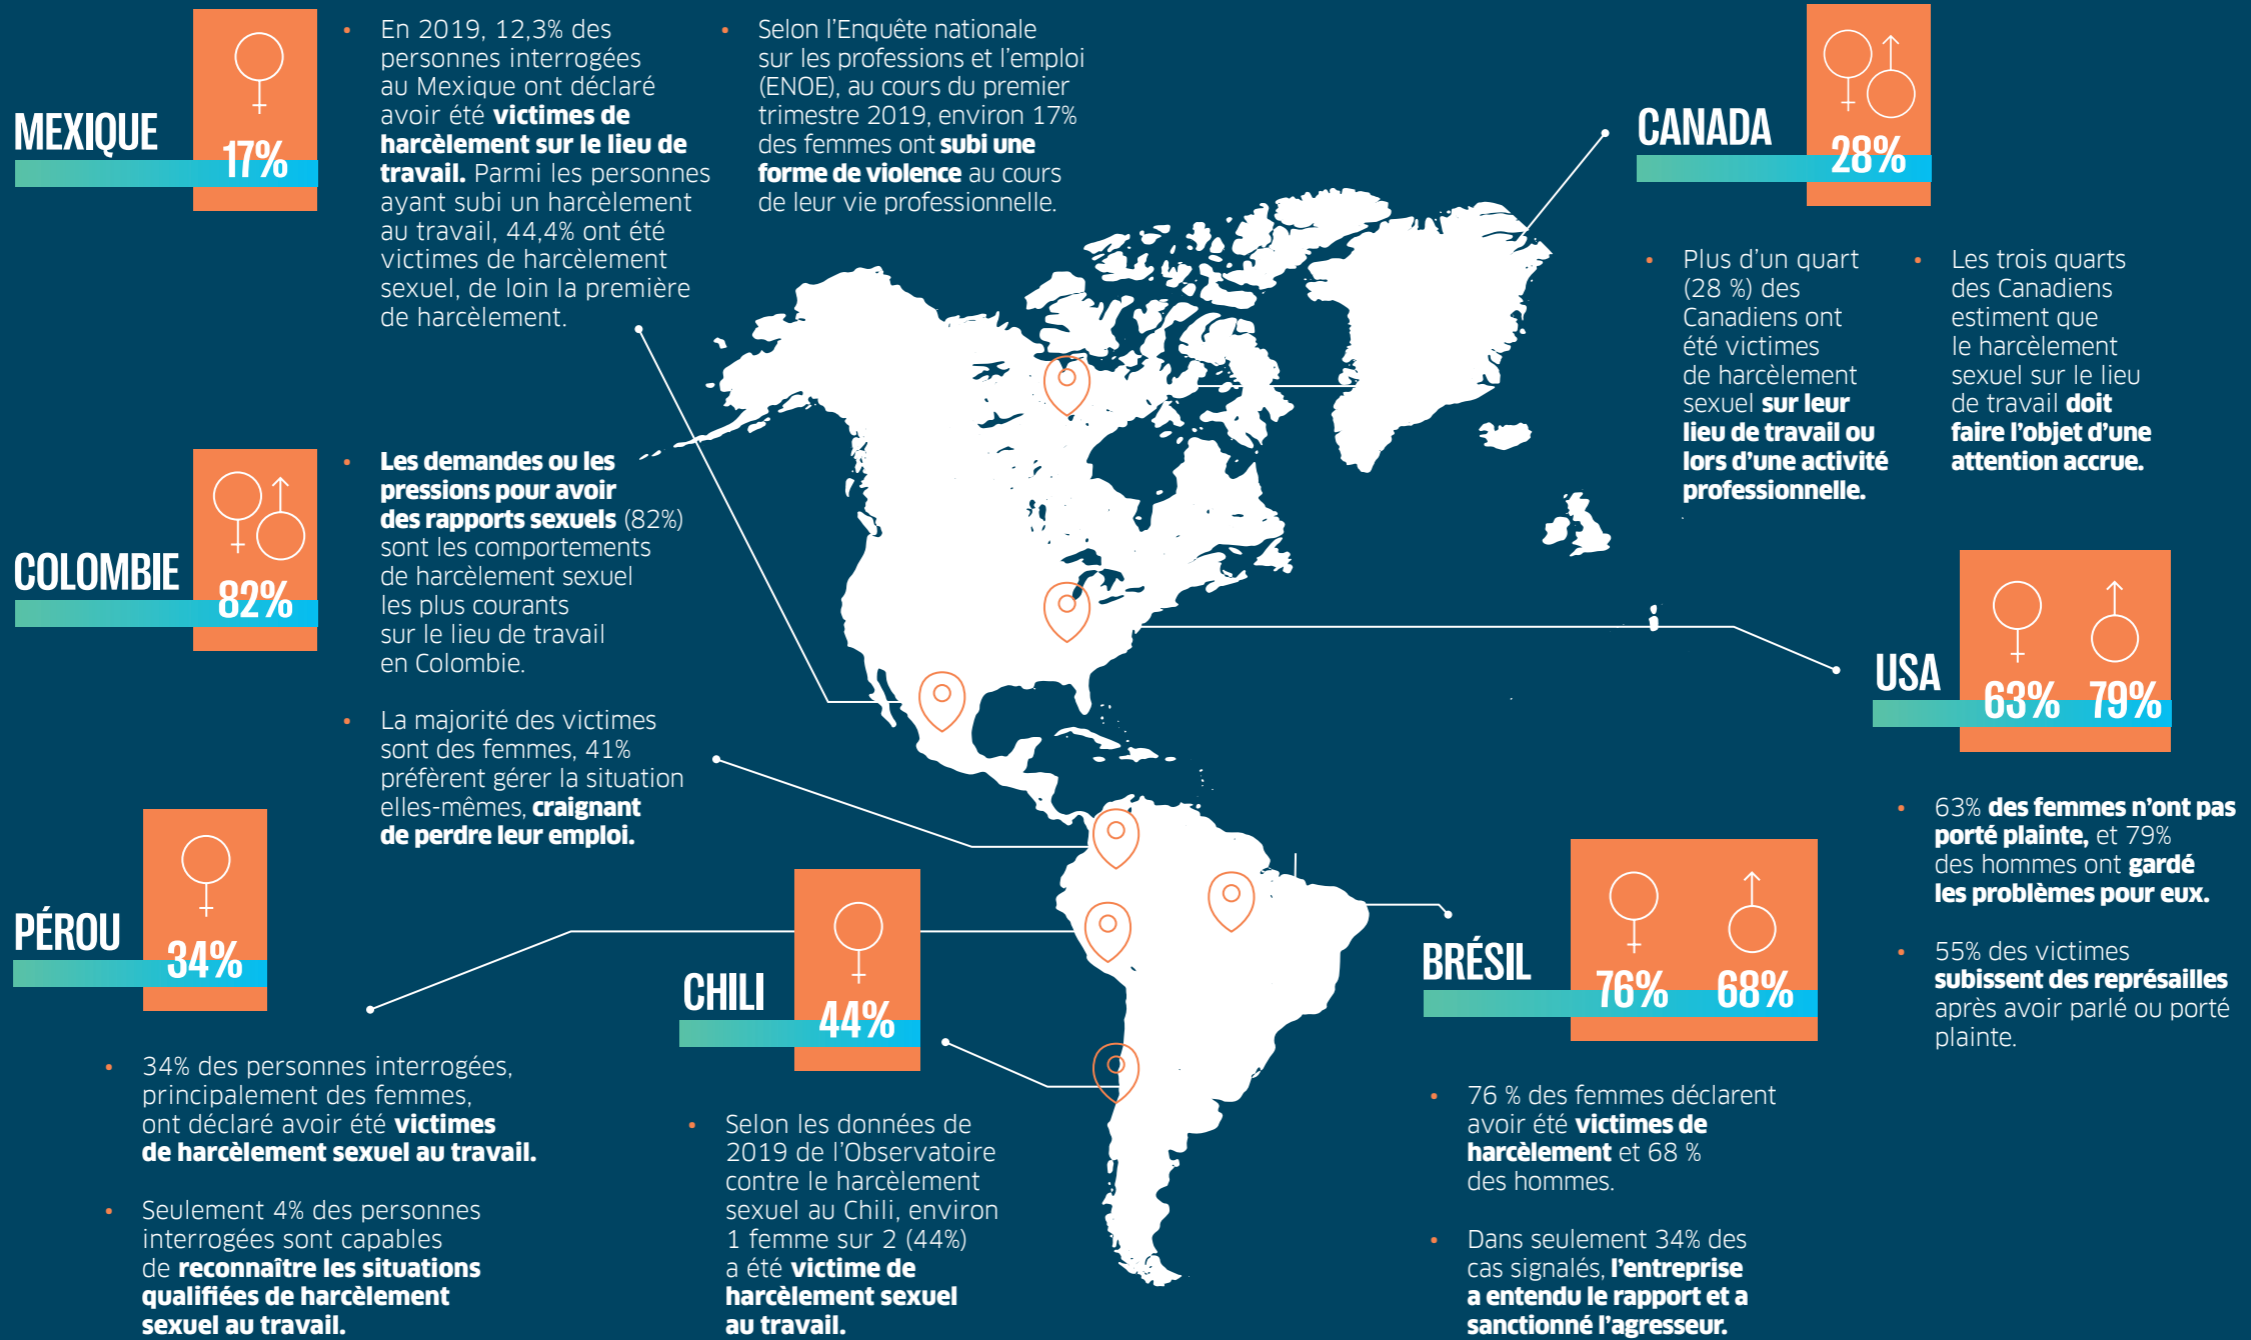 MEXIQUE
17%
• En 2019, 12,3% des
personnes interrogées
au Mexique ont déclaré
avoir été victimes de
harcèlement sur le lieu de
travail. Parmi les personnes
ayant subi un harcèlement
au travail, 44,4% ont été
victimes de harcèlement
sexuel, de loin la première
de harcèlement.
• Selon l'Enquête nationale
sur les professions et l'emploi
(ENOE), au cours du premier
trimestre 2019, environ 17%
des femmes ont subi une
forme de violence au cours
de leur vie professionnelle.
CANADA
28%
• Plus d'un quart
(28 %) des
Canadiens ont
été victimes
de harcèlement
sexuel sur leur
lieu de travail ou
lors d'une activité
professionnelle.
• Les trois quarts
des Canadiens
estiment que
le harcèlement
sexuel sur le lieu
de travail doit
faire l'objet d'une
attention accrue.
COLOMBIE
82%
• Les demandes ou les
pressions pour avoir
des rapports sexuels (82%)
sont les comportements
de harcèlement sexuel
les plus courants
sur le lieu de travail
en Colombie.
• La majorité des victimes
sont des femmes, 41%
préfèrent gérer la situation
elles-mêmes, craignant
de perdre leur emploi.
USA
63% 79%
• 63% des femmes n'ont pas
porté plainte, et 79%
des hommes ont gardé
les problèmes pour eux.
• 55% des victimes
subissent des représailles
après avoir parlé ou porté
plainte.
PÉROU
34%
• 34% des personnes interrogées,
principalement des femmes,
ont déclaré avoir été victimes
de harcèlement sexuel au travail.
• Seulement 4% des personnes
interrogées sont capables
de reconnaître les situations
qualifiées de harcèlement
sexuel au travail.
CHILI
44%
• Selon les données de
2019 de l'Observatoire
contre le harcèlement
sexuel au Chili, environ
1 femme sur 2 (44%)
a été victime de
harcèlement sexuel
au travail.
BRÉSIL
76% 68%
• 76 % des femmes déclarent
avoir été victimes de
harcèlement et 68 %
des hommes.
• Dans seulement 34% des
cas signalés, l'entreprise
a entendu le rapport et a
sanctionné l'agresseur.